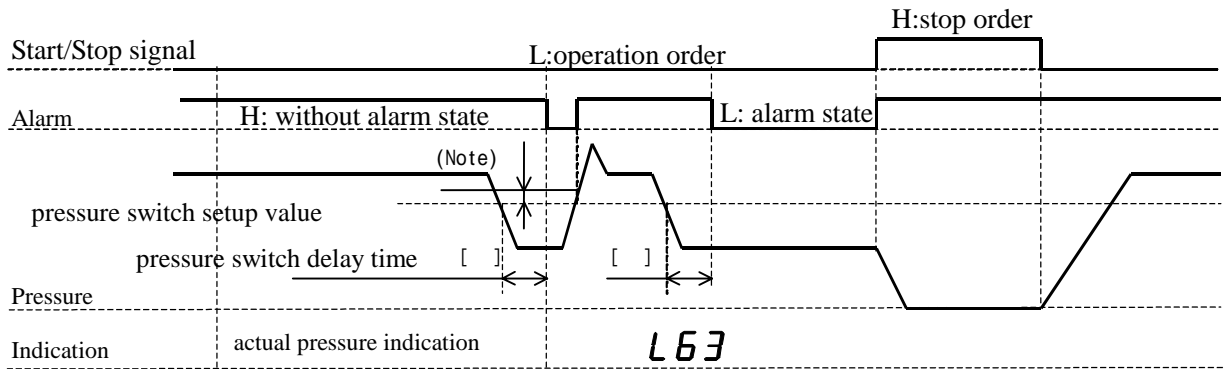 H:stop order
Start/Stop signal
L:operation order
Alarm
H: without alarm state
L: alarm state
(Note)
pressure switch setup value
pressure switch delay time [ ] [ ]
Pressure
Indication
actual pressure indication
L63